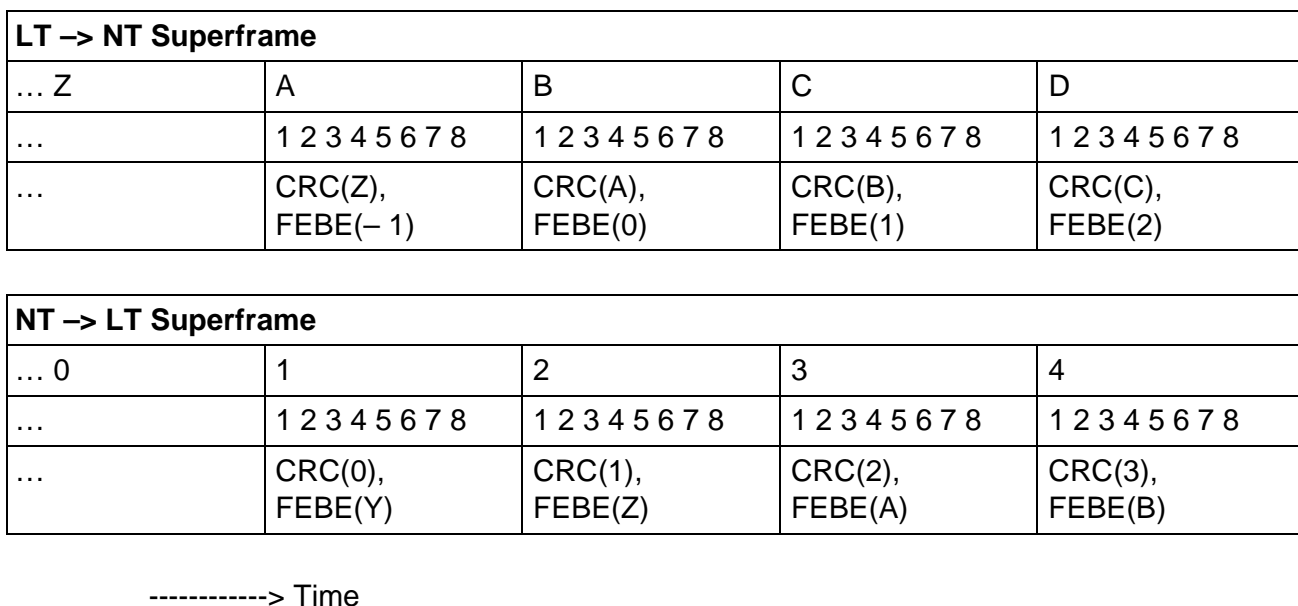 LT –> NT Superframe
… Z A B C D
… 1 2 3 4 5 6 7 8 1 2 3 4 5 6 7 8 1 2 3 4 5 6 7 8 1 2 3 4 5 6 7 8
… CRC(Z), CRC(A), CRC(B), CRC(C),
FEBE(– 1) FEBE(0) FEBE(1) FEBE(2)
NT –> LT Superframe
… 0 1 2 3 4
… 1 2 3 4 5 6 7 8 1 2 3 4 5 6 7 8 1 2 3 4 5 6 7 8 1 2 3 4 5 6 7 8
… CRC(0), CRC(1), CRC(2), CRC(3),
FEBE(Y) FEBE(Z) FEBE(A) FEBE(B)
------------> Time